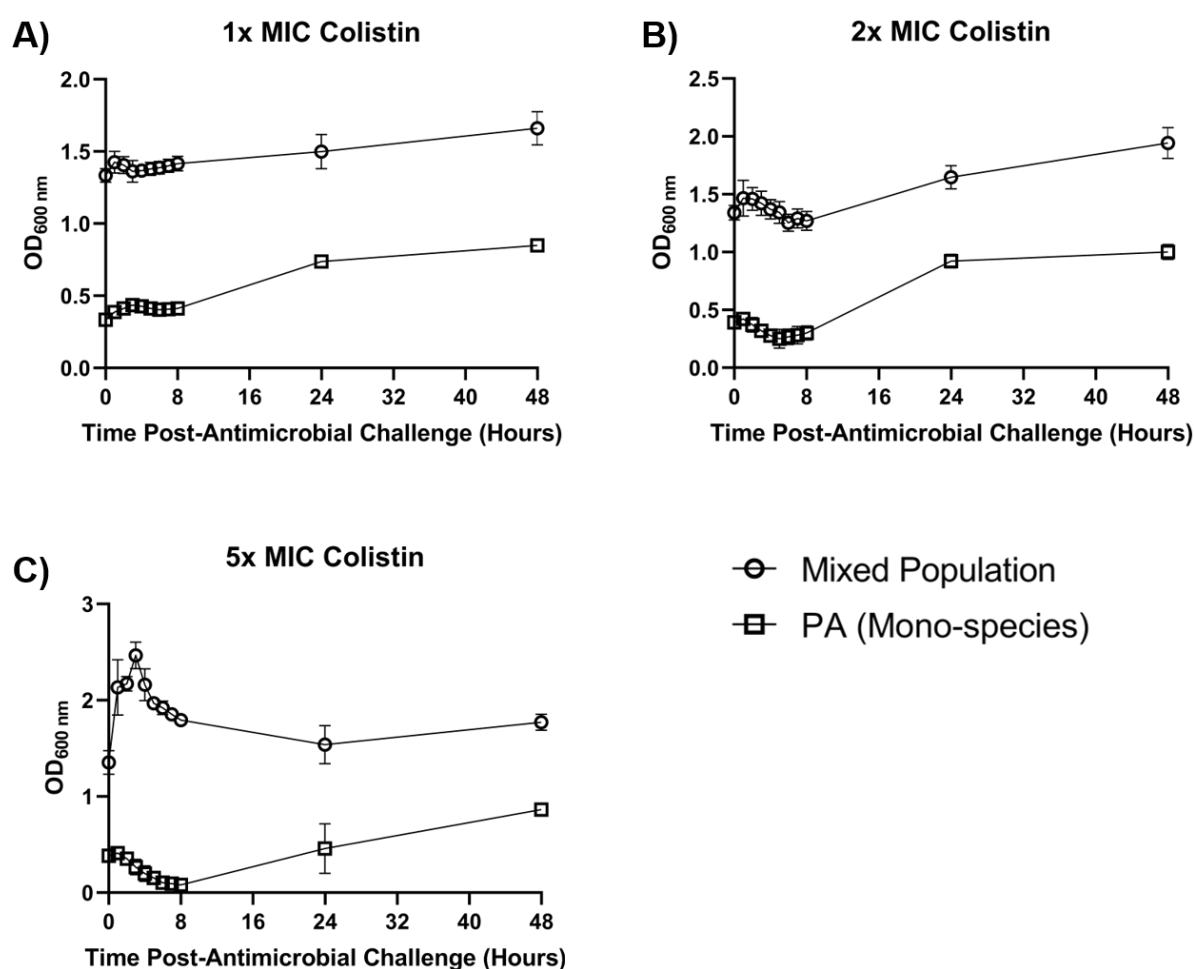 A)
1x MIC Colistin
OD600 nm
2.0
1.5
1.0
0.5
0.0
0 8 16 24 32 40 48
Time Post-Antimicrobial Challenge (Hours)
B)
2x MIC Colistin
OD600 nm
2.5
2.0
1.5
1.0
0.5
0.0
0 8 16 24 32 40 48
Time Post-Antimicrobial Challenge (Hours)
C)
5x MIC Colistin
OD600 nm
3
2
1
0
0 8 16 24 32 40 48
Time Post-Antimicrobial Challenge (Hours)
Mixed Population
PA (Mono-species)